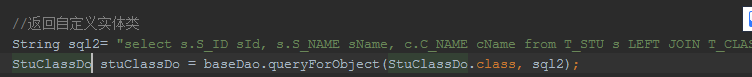 //返回自定义实体类
String sql2= "select s.S_ID sId, s.S_NAME sName, c.C_NAME cName from T_STU s LEFT JOIN T_CLAS
StuClassDo stuClassDo = baseDao.queryForObject(StuClassDo.class, sql2);